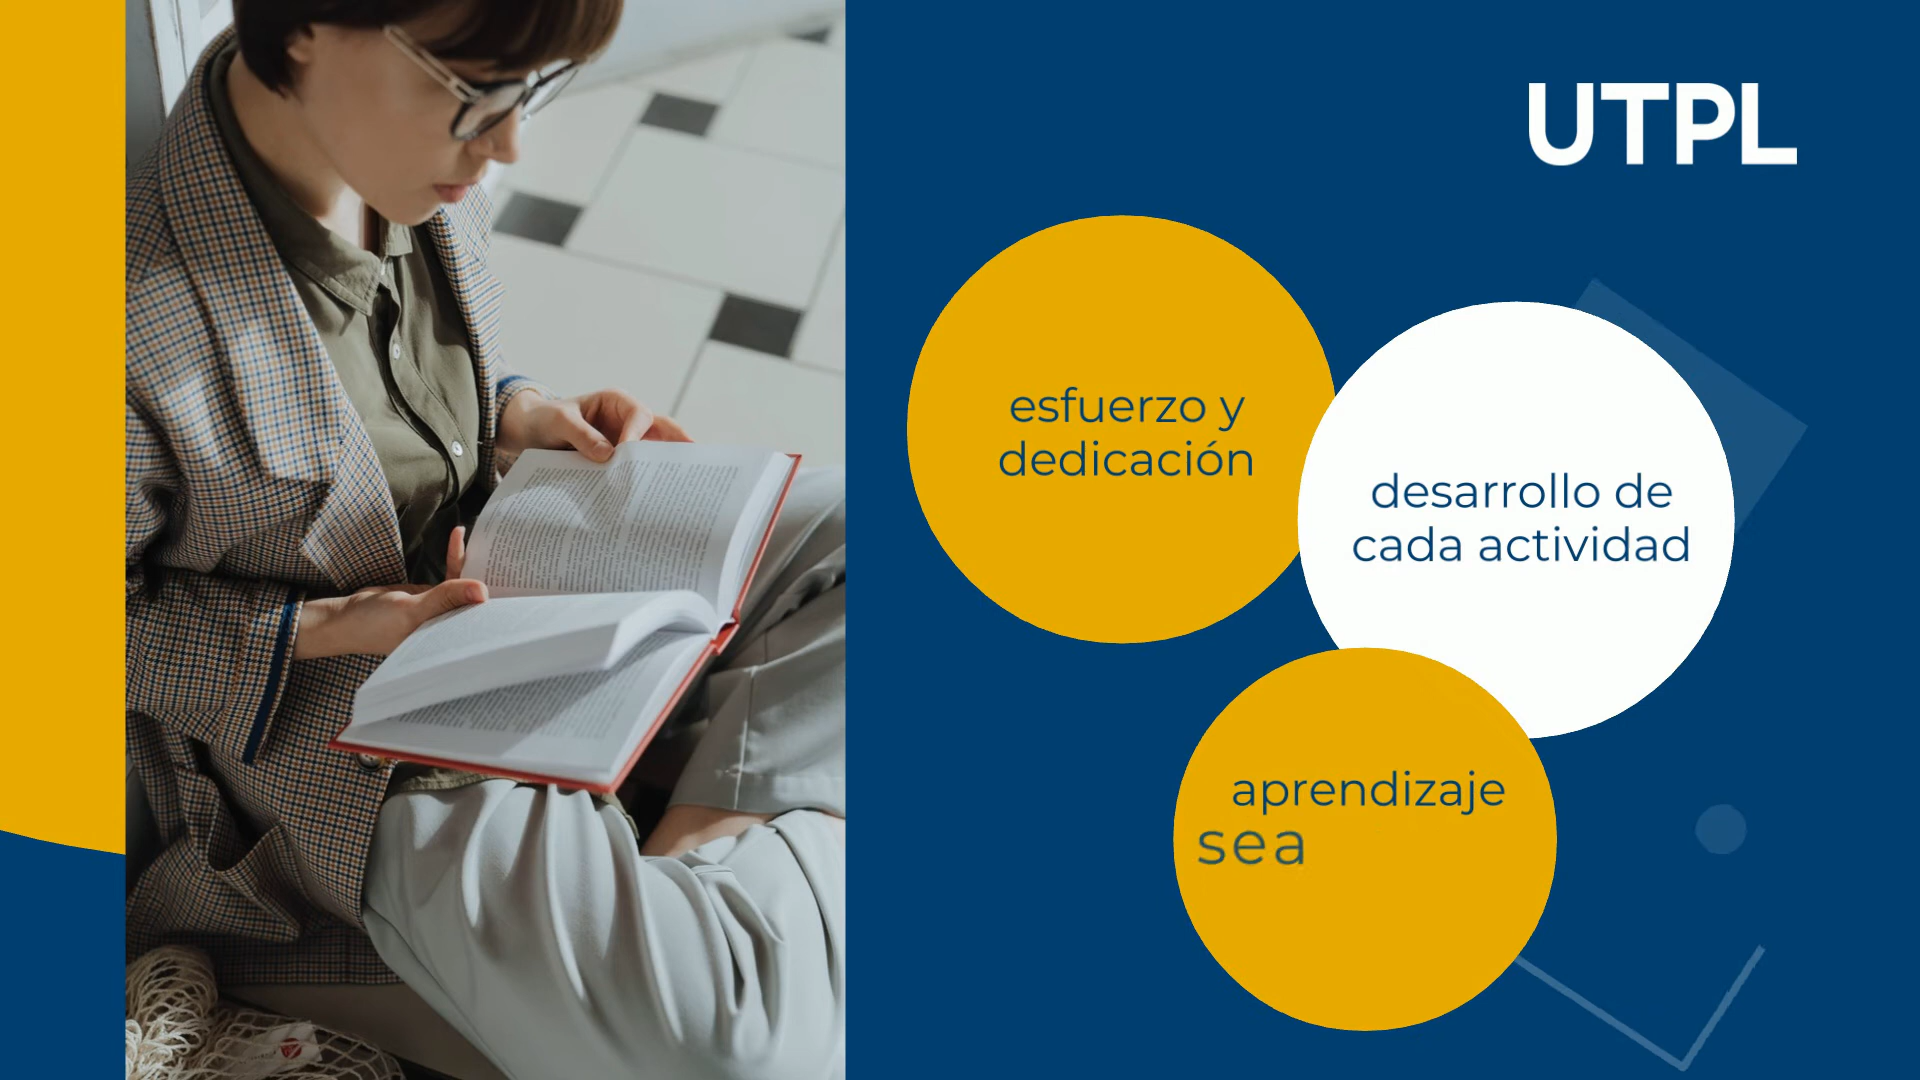 UTPL
esfuerzo y
dedicación
desarrollo de
cada actividad
aprendizaje
sea